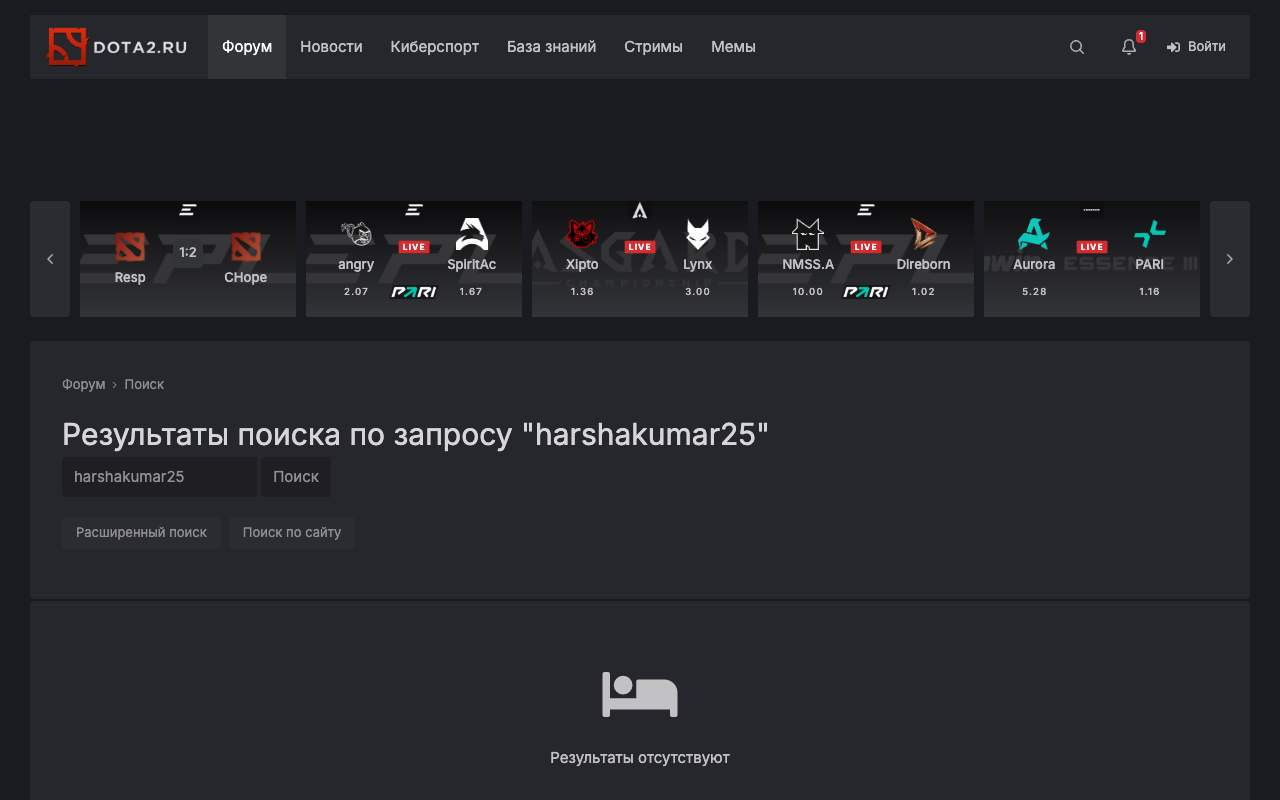 DOTA2.RU
Форум Новости Киберспорт База знаний Стримы Мемы
1 Войти
Resp 1:2 CHope
LIVE
angry SpiritAc
2.07 PARI 1.67
LIVE
Xipto Lynx
1.36 3.00
LIVE
NMSS.A Direborn
10.00 PARI 1.02
LIVE
Aurora PARI
5.28 1.16
Форум › Поиск
Результаты поиска по запросу "harshakumar25"
harshakumar25 Поиск
Расширенный поиск Поиск по сайту
Результаты отсутствуют